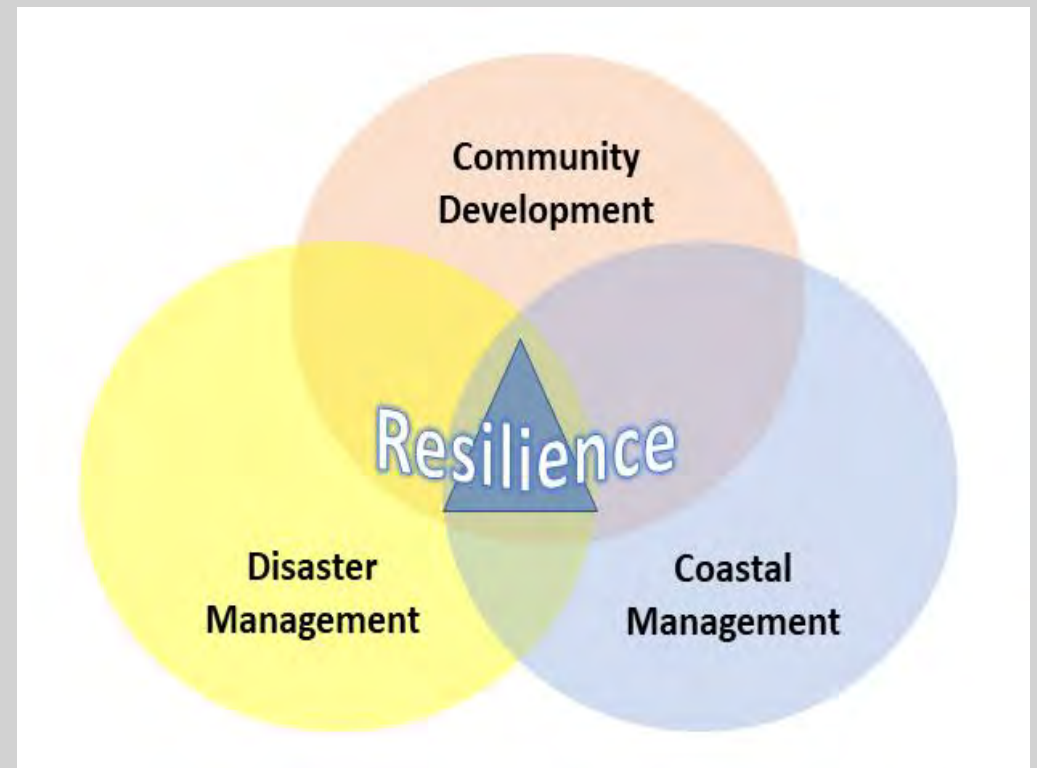 Community
Development
Resilience
Disaster
Management
Coastal
Management